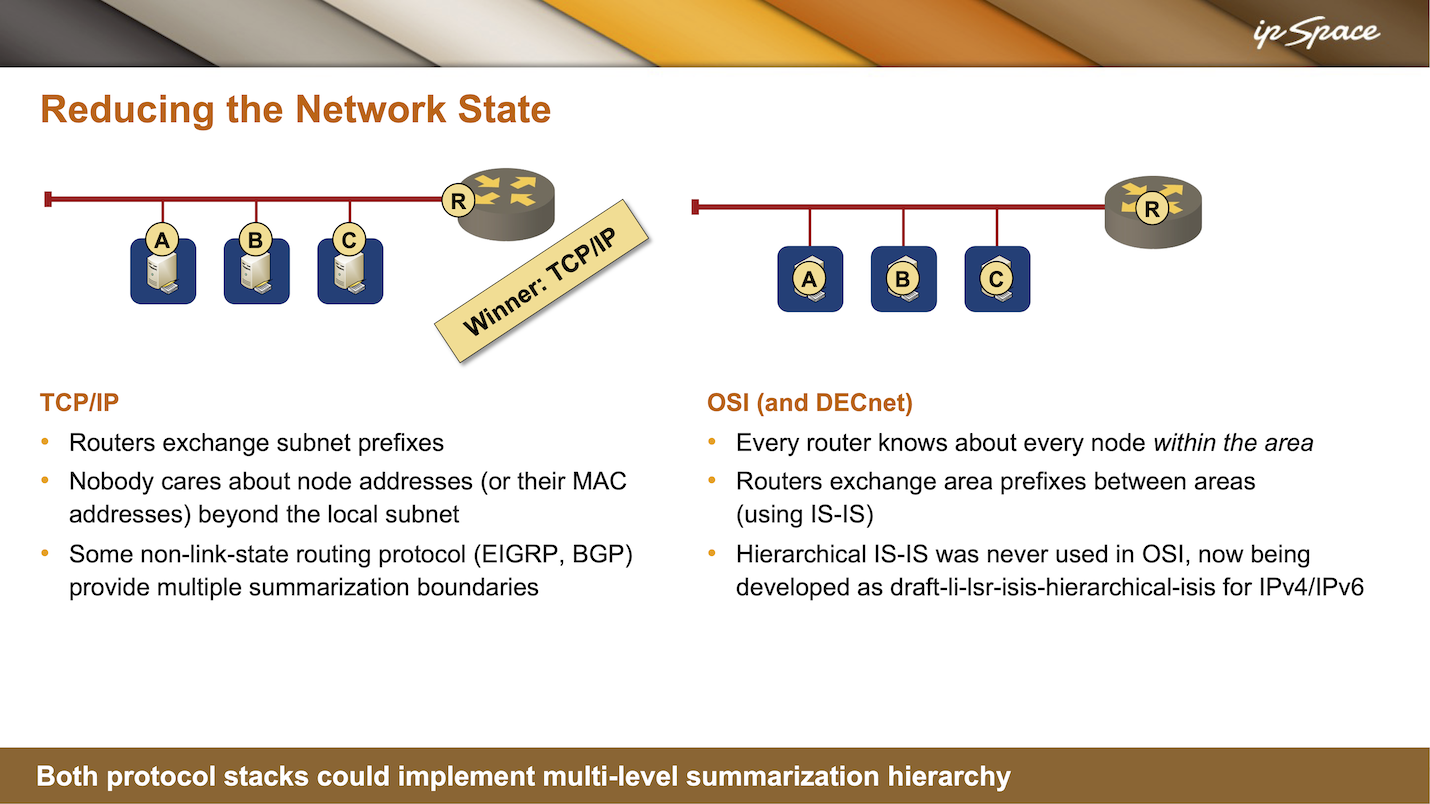 ipSpace
Reducing the Network State
R
A
B
C
Winner: TCP/IP
R
A
B
C
TCP/IP
• Routers exchange subnet prefixes
• Nobody cares about node addresses (or their MAC
addresses) beyond the local subnet
• Some non-link-state routing protocol (EIGRP, BGP)
provide multiple summarization boundaries
OSI (and DECnet)
• Every router knows about every node within the area
• Routers exchange area prefixes between areas
(using IS-IS)
• Hierarchical IS-IS was never used in OSI, now being
developed as draft-li-lsr-isis-hierarchical-isis for IPv4/IPv6
Both protocol stacks could implement multi-level summarization hierarchy